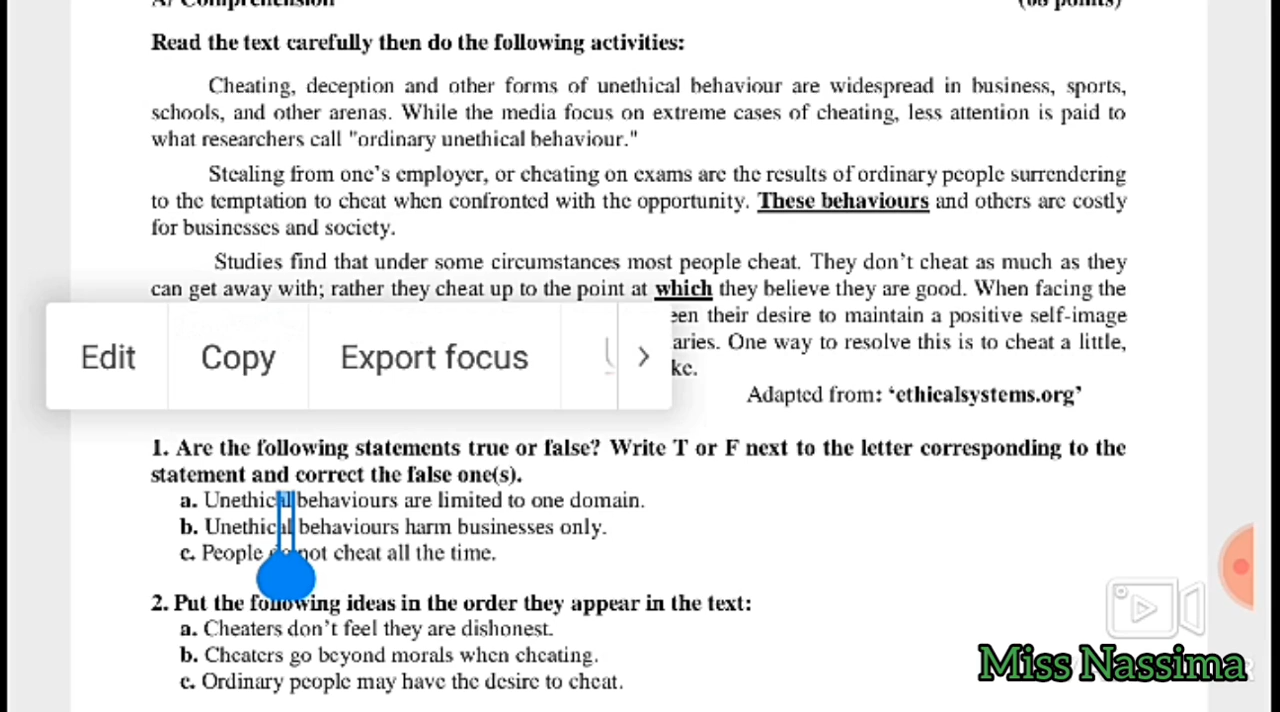 Read the text carefully then do the following activities:
Cheating, deception and other forms of unethical behaviour are widespread in business, sports,
schools, and other arenas. While the media focus on extreme cases of cheating, less attention is paid to
what researchers call "ordinary unethical behaviour."
Stealing from one's employer, or cheating on exams are the results of ordinary people surrendering
to the temptation to cheat when confronted with the opportunity. These behaviours and others are costly
for businesses and society.
Studies find that under some circumstances most people cheat. They don't cheat as much as they
can get away with; rather they cheat up to the point at which they believe they are good. When facing the
their desire to maintain a positive self-image
One way to resolve this is to cheat a little,
Edit Copy Export focus
Adapted from: 'ethicalsystems.org'
1. Are the following statements true or false? Write T or F next to the letter corresponding to the
statement and correct the false one(s).
a. Unethical behaviours are limited to one domain.
b. Unethical behaviours harm businesses only.
c. People do not cheat all the time.
2. Put the following ideas in the order they appear in the text:
a. Cheaters don't feel they are dishonest.
b. Cheaters go beyond morals when cheating.
c. Ordinary people may have the desire to cheat.
Miss Nassima